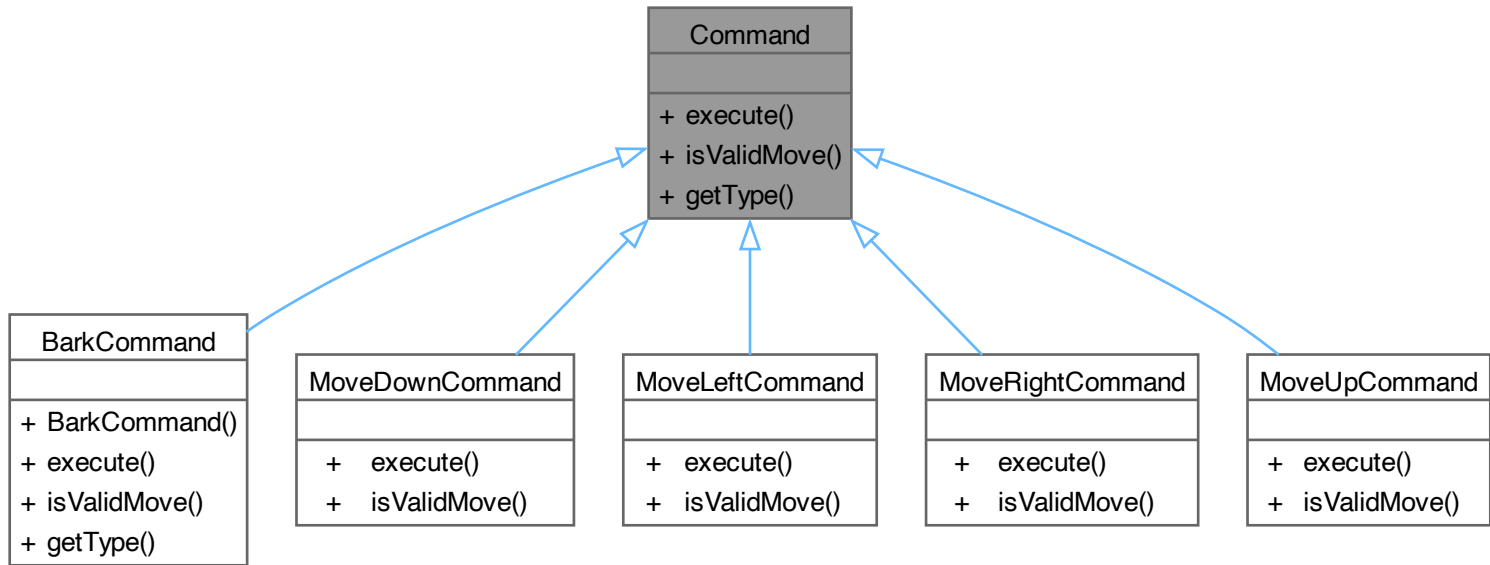 Command
+ execute()
+ isValidMove()
+ getType()
BarkCommand
+ BarkCommand()
+ execute()
+ isValidMove()
+ getType()
MoveDownCommand
+ execute()
+ isValidMove()
MoveLeftCommand
+ execute()
+ isValidMove()
MoveRightCommand
+ execute()
+ isValidMove()
MoveUpCommand
+ execute()
+ isValidMove()